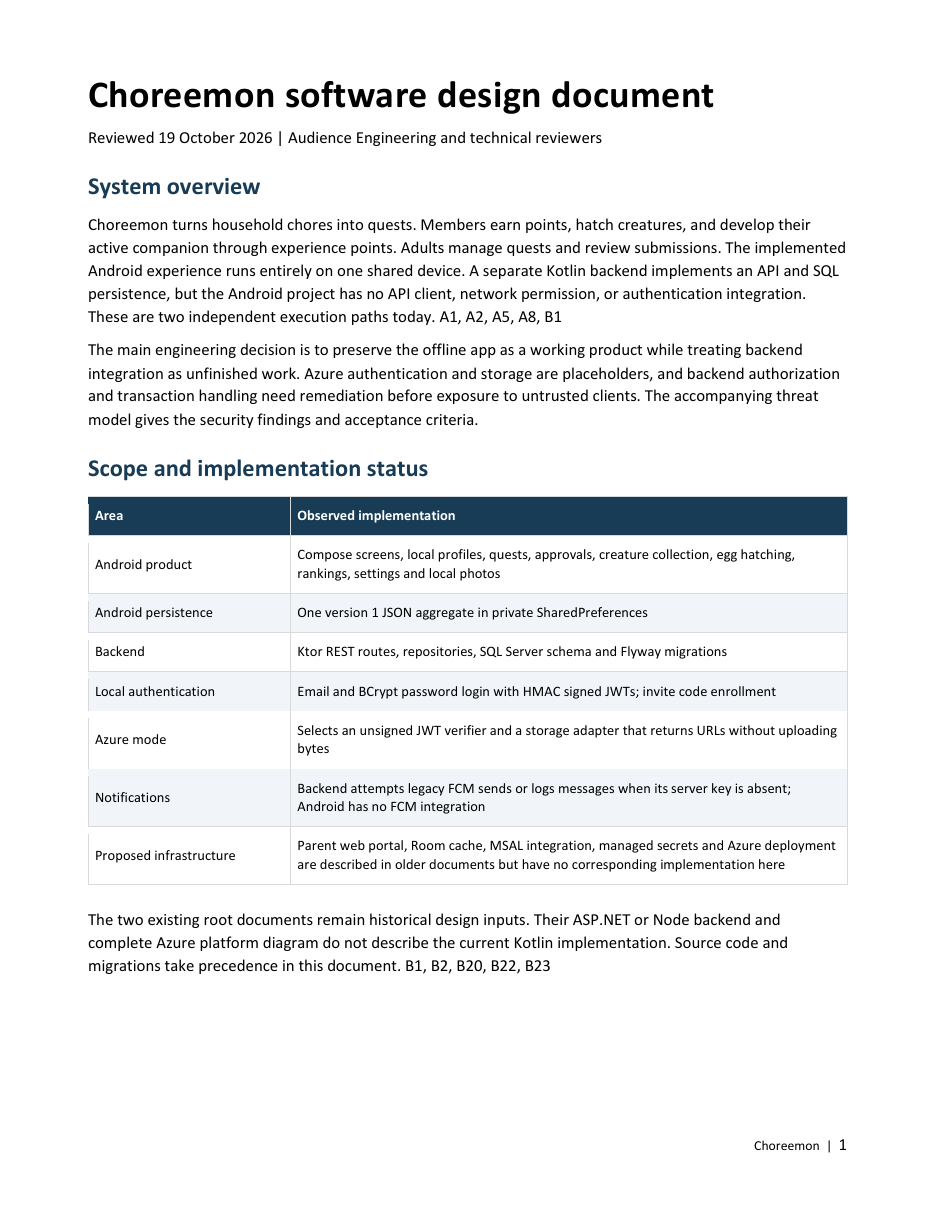 Choreemon software design document
Reviewed 19 October 2026 | Audience Engineering and technical reviewers
System overview
Choreemon turns household chores into quests. Members earn points, hatch creatures, and develop their
active companion through experience points. Adults manage quests and review submissions. The implemented
Android experience runs entirely on one shared device. A separate Kotlin backend implements an API and SQL
persistence, but the Android project has no API client, network permission, or authentication integration.
These are two independent execution paths today. A1, A2, A5, A8, B1
The main engineering decision is to preserve the offline app as a working product while treating backend
integration as unfinished work. Azure authentication and storage are placeholders, and backend authorization
and transaction handling need remediation before exposure to untrusted clients. The accompanying threat
model gives the security findings and acceptance criteria.
Scope and implementation status
Area Observed implementation
Android product Compose screens, local profiles, quests, approvals, creature collection, egg hatching,
rankings, settings and local photos
Android persistence One version 1 JSON aggregate in private SharedPreferences
Backend Ktor REST routes, repositories, SQL Server schema and Flyway migrations
Local authentication Email and BCrypt password login with HMAC signed JWTs; invite code enrollment
Azure mode Selects an unsigned JWT verifier and a storage adapter that returns URLs without uploading
bytes
Notifications Backend attempts legacy FCM sends or logs messages when its server key is absent;
Android has no FCM integration
Proposed infrastructure Parent web portal, Room cache, MSAL integration, managed secrets and Azure deployment
are described in older documents but have no corresponding implementation here
The two existing root documents remain historical design inputs. Their ASP.NET or Node backend and
complete Azure platform diagram do not describe the current Kotlin implementation. Source code and
migrations take precedence in this document. B1, B2, B20, B22, B23
Choreemon | 1